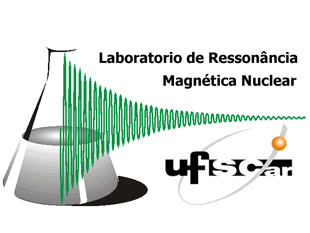 Laboratorio de Ressonância
Magnética Nuclear
ufscar